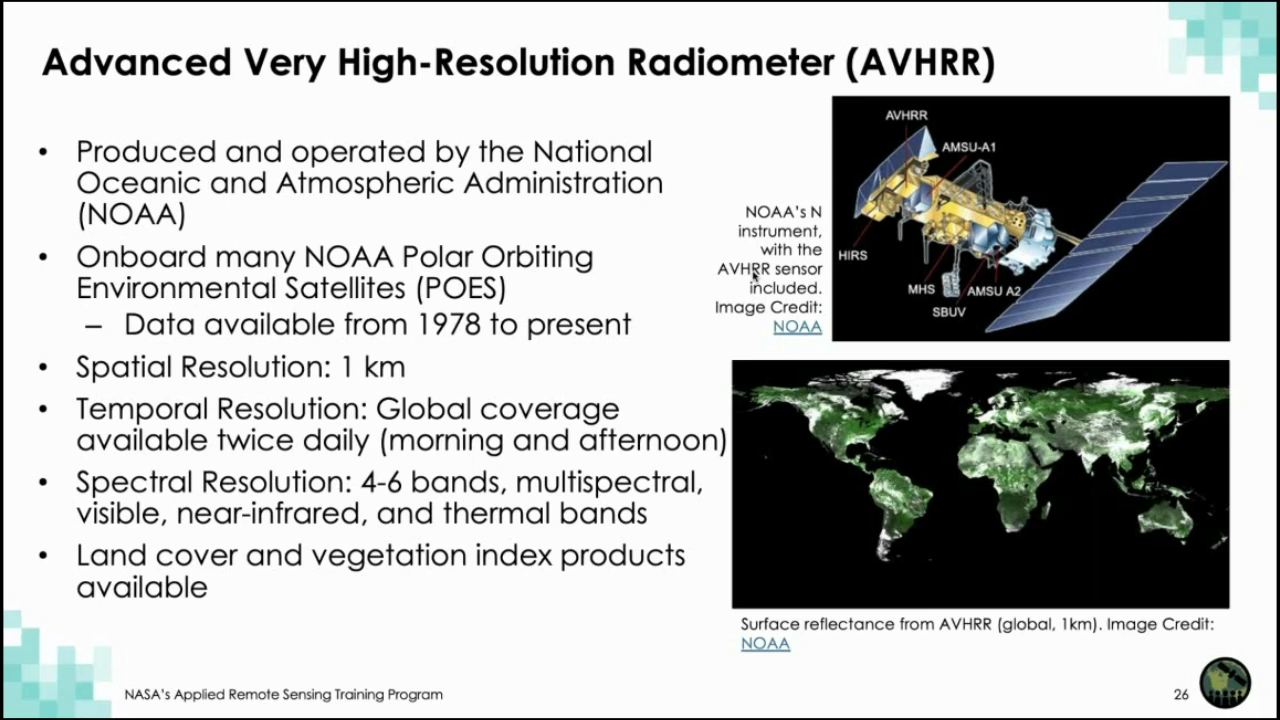 Advanced Very High-Resolution Radiometer (AVHRR)
• Produced and operated by the National
Oceanic and Atmospheric Administration
(NOAA)
• Onboard many NOAA Polar Orbiting
Environmental Satellites (POES)
– Data available from 1978 to present
• Spatial Resolution: 1 km
• Temporal Resolution: Global coverage
available twice daily (morning and afternoon)
• Spectral Resolution: 4-6 bands, multispectral,
visible, near-infrared, and thermal bands
• Land cover and vegetation index products
available
NOAA's N
instrument,
with the
AVHRR sensor
included.
Image Credit:
NOAA
AVHRR
AMSU-A1
HIRS
MHS
AMSU A2
SBUV
Surface reflectance from AVHRR (global, 1km). Image Credit:
NOAA
NASA's Applied Remote Sensing Training Program
26